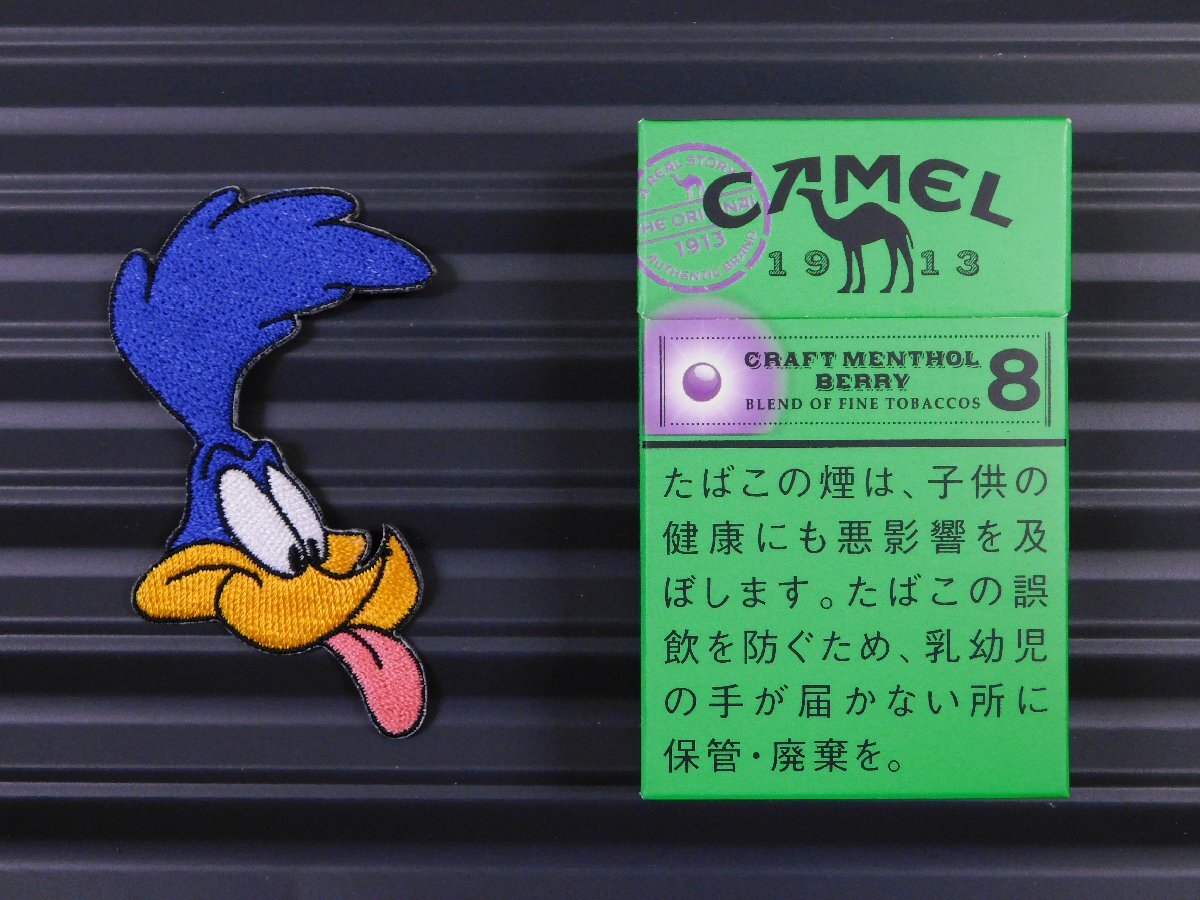 CAMEL
A REAL STORY
THE ORIGINAL
1913
AUTHENTIC BRAND
1913
CRAFT MENTHOL
BERRY
BLEND OF FINE TOBACCOS
8
たばこの煙は、子供の
健康にも悪影響を及
ぼします。たばこの誤
飲を防ぐため、乳幼児
の手が届かない所に
保管・廃棄を。